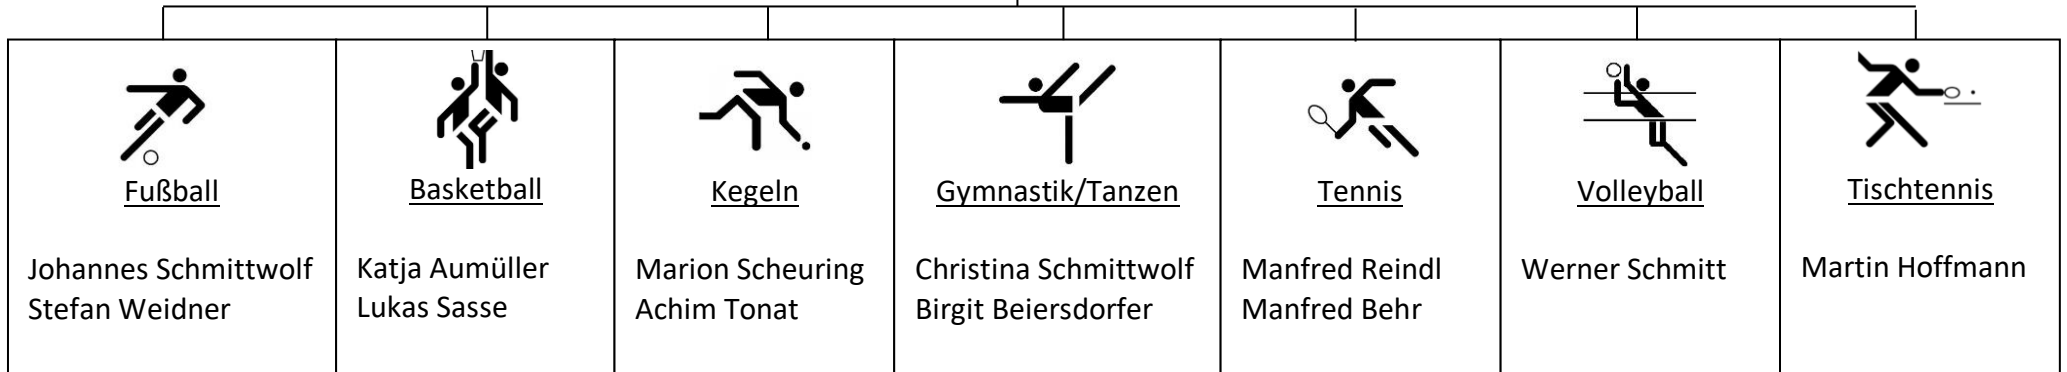 Fußball
Johannes Schmittwolf
Stefan Weidner
Basketball
Katja Aumüller
Lukas Sasse
Kegeln
Marion Scheuring
Achim Tonat
Gymnastik/Tanzen
Christina Schmittwolf
Birgit Beiersdorfer
Tennis
Manfred Reindl
Manfred Behr
Volleyball
Werner Schmitt
Tischtennis
Martin Hoffmann